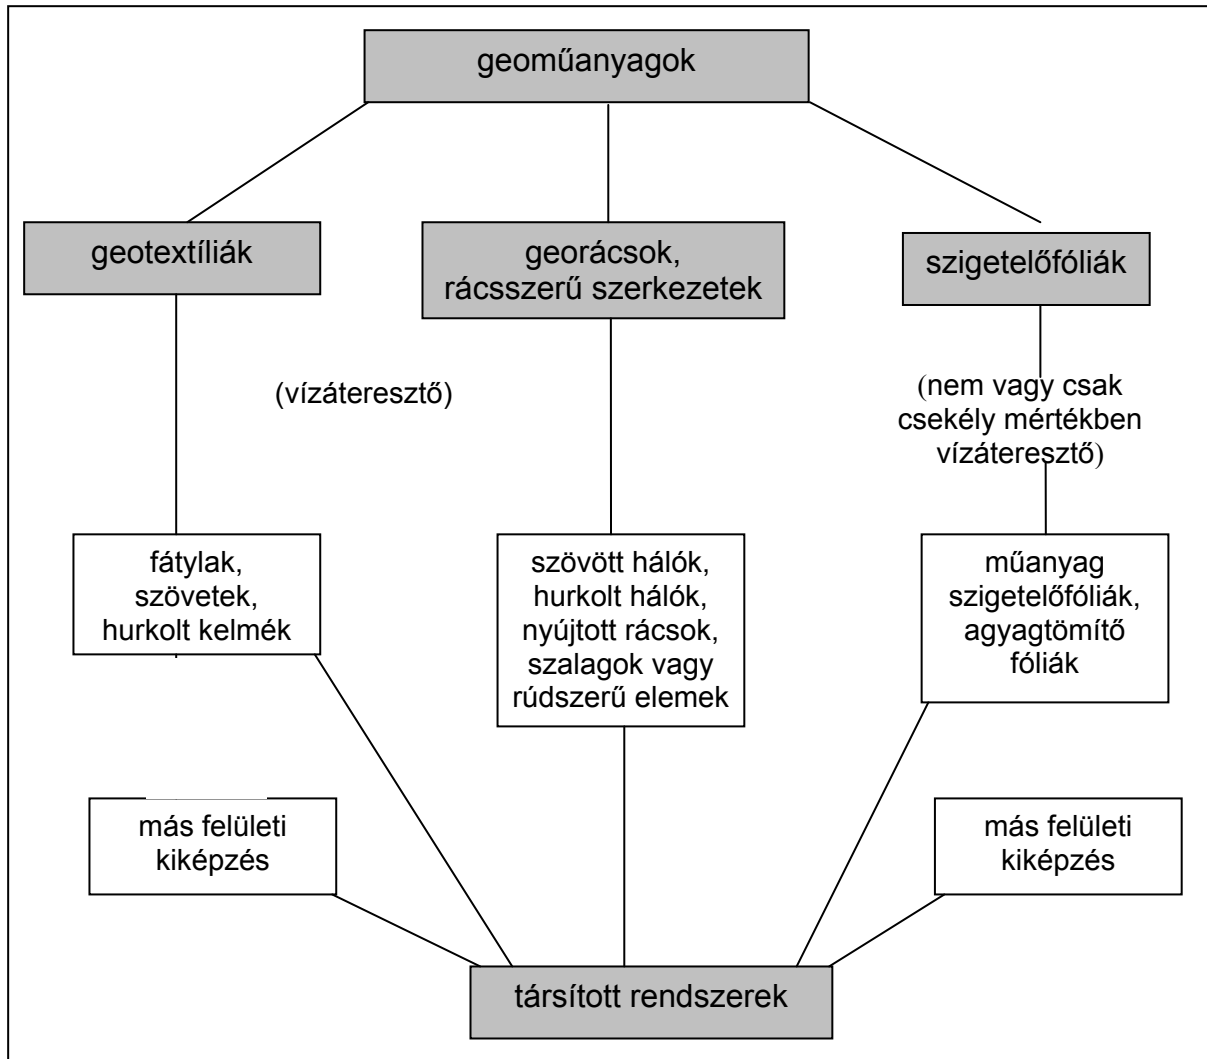 geoműanyagok
geotextíliák
georácsok,
rácsszerű szerkezetek
szigetelőfóliák
(vízáteresztő)
(nem vagy csak
csekély mértékben
vízáteresztő)
fátylak,
szövetek,
hurkolt kelmék
szövött hálók,
hurkolt hálók,
nyújtott rácsok,
szalagok vagy
rúdszerű elemek
műanyag
szigetelőfóliák,
agyagtömítő
fóliák
más felületi
kiképzés
más felületi
kiképzés
társított rendszerek